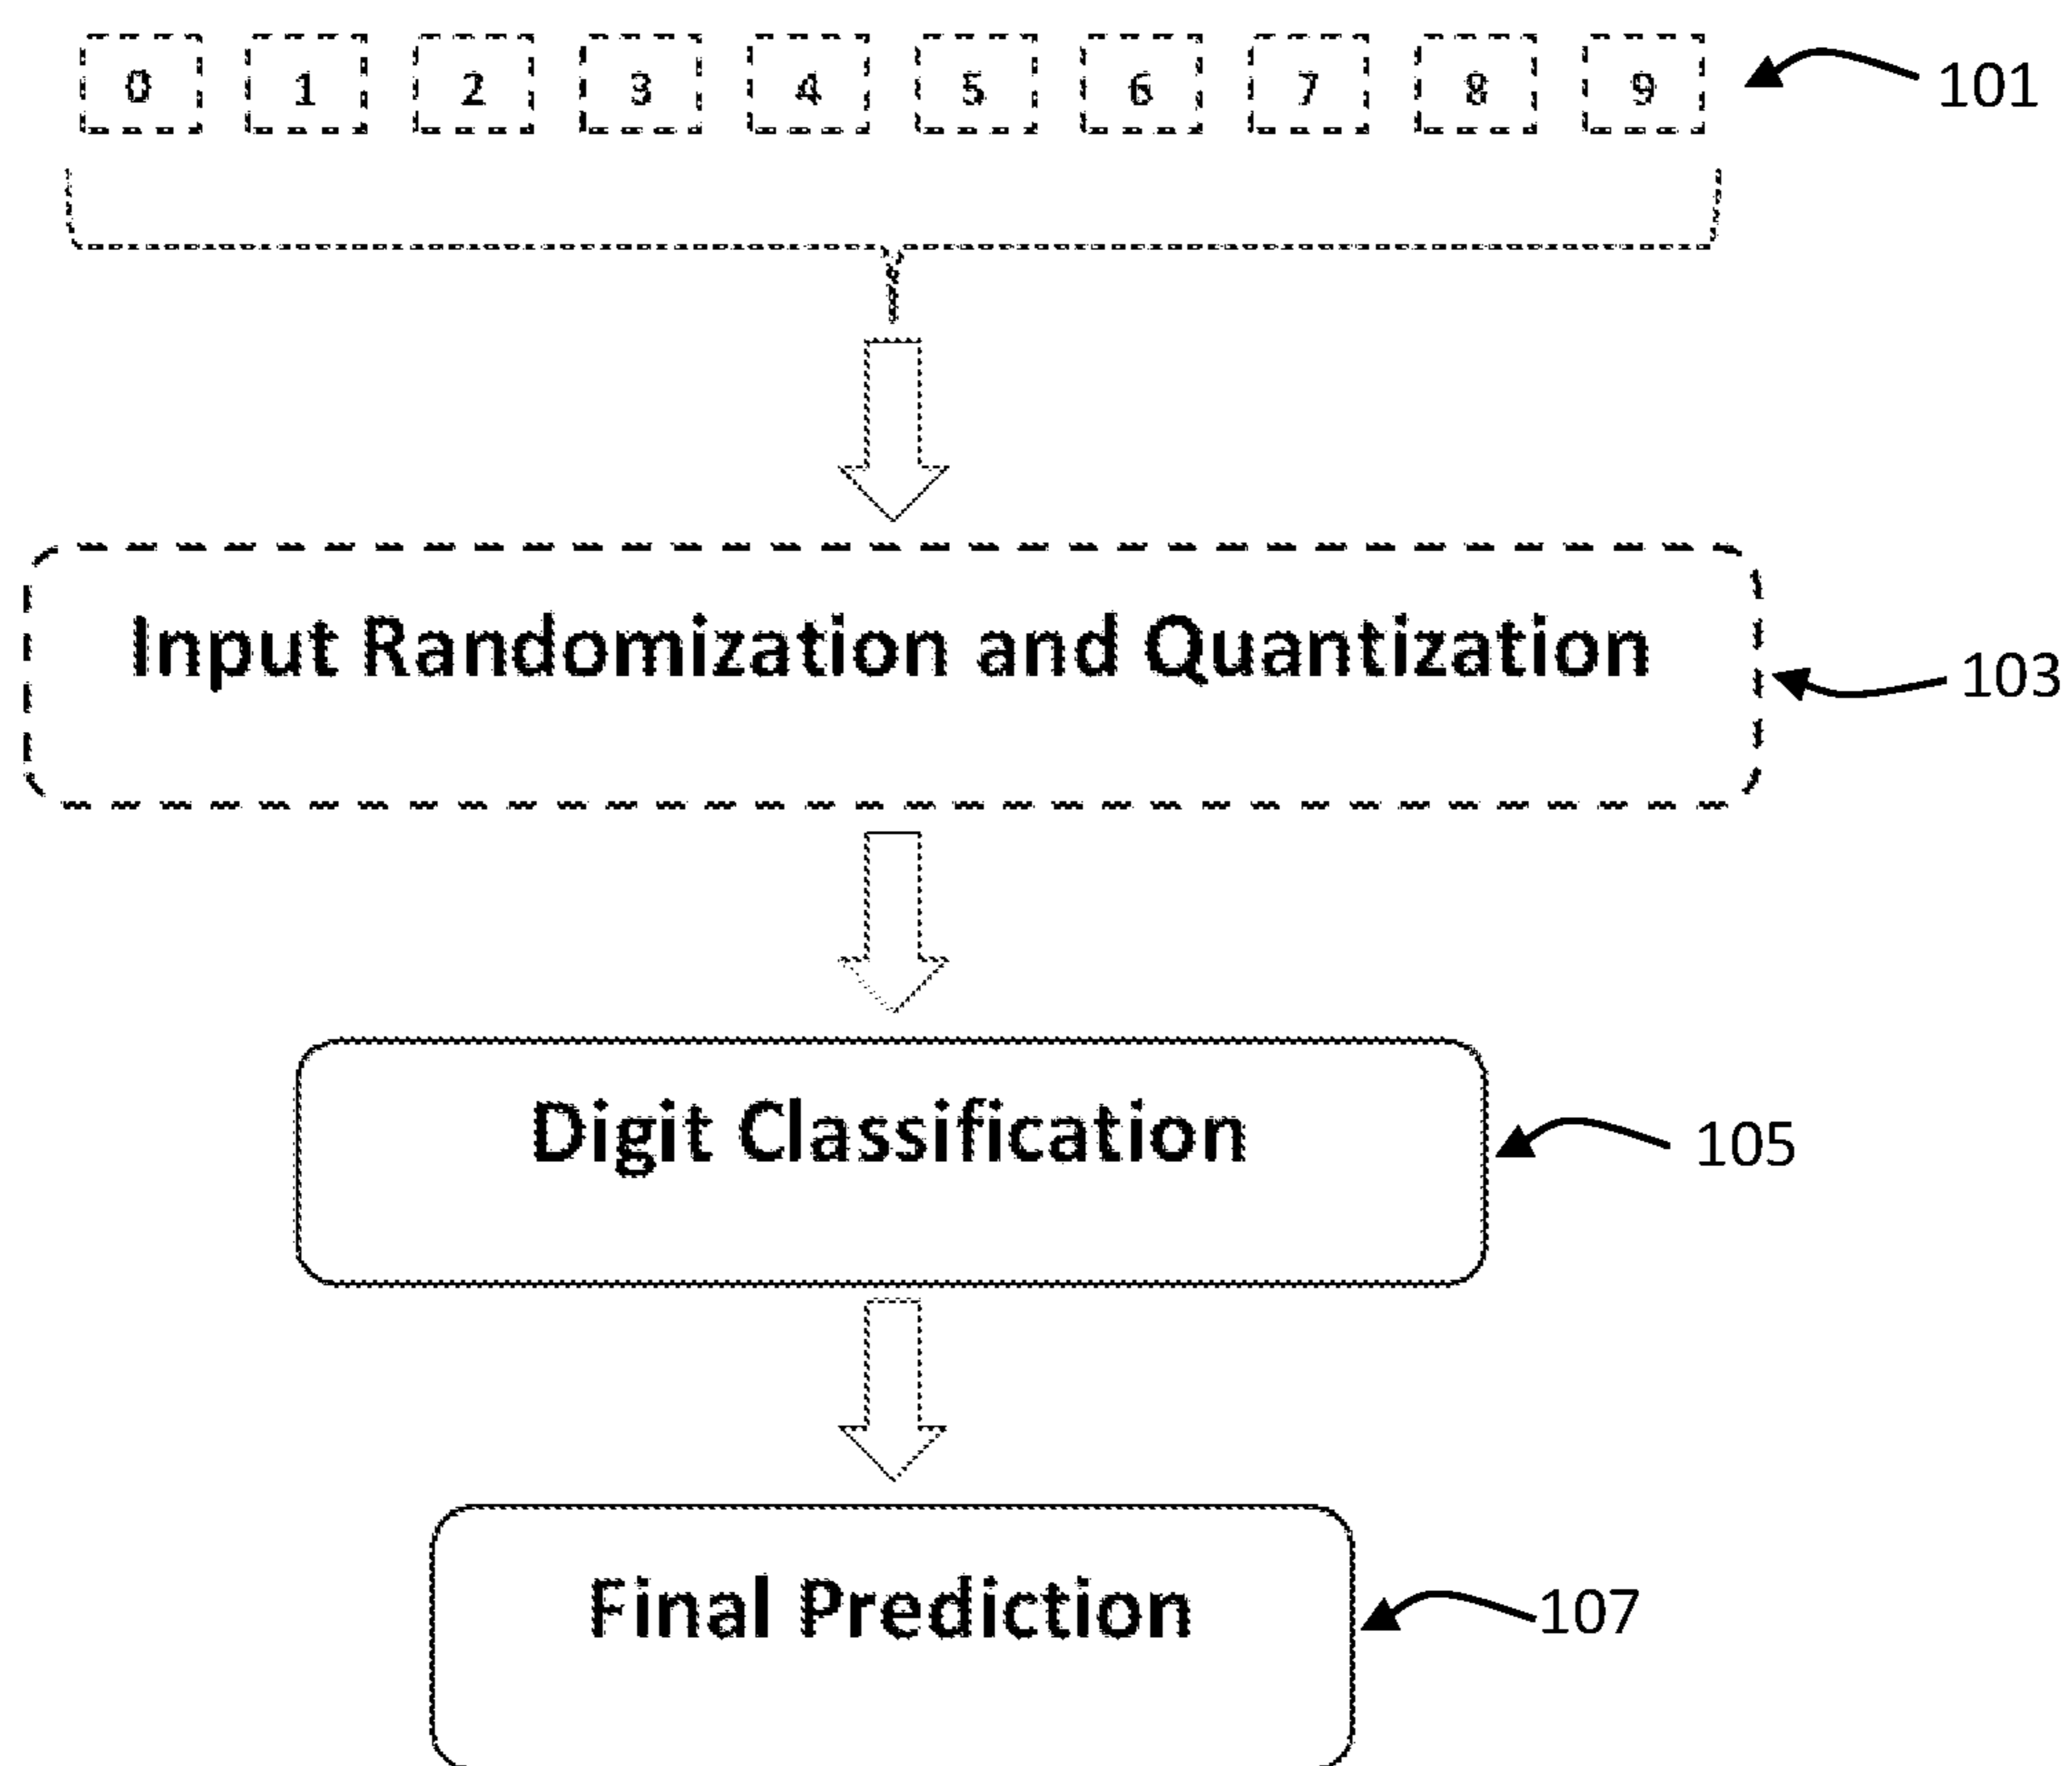 0 1 2 3 4 5 6 7 8 9 101
Input Randomization and Quantization 103
Digit Classification 105
Final Prediction 107